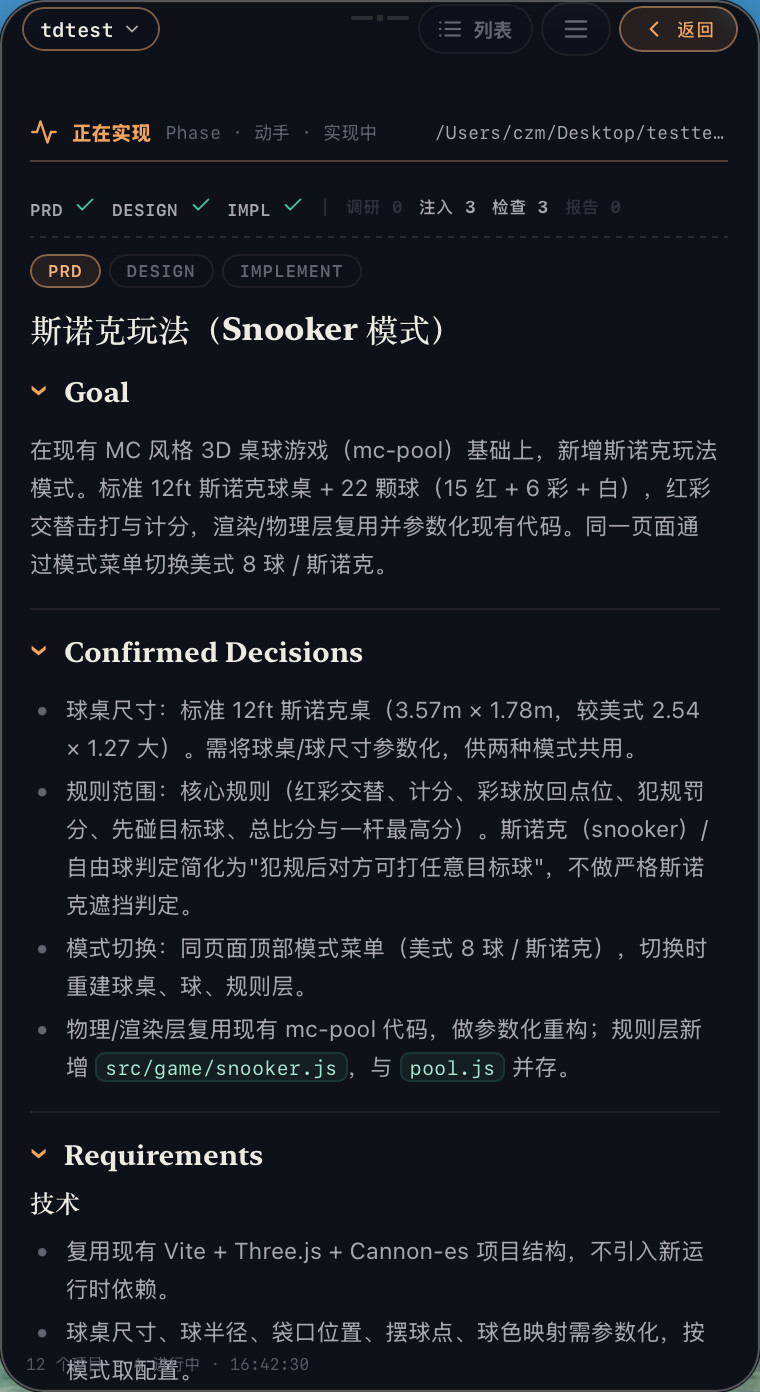 tdtest
列表
返回
正在实现 Phase · 动手 · 实现中 /Users/czm/Desktop/testte…
PRD DESIGN IMPL 调研 0 注入 3 检查 3 报告 0
PRD DESIGN IMPLEMENT
斯诺克玩法（Snooker 模式）
Goal
在现有 MC 风格 3D 桌球游戏（mc-pool）基础上，新增斯诺克玩法
模式。标准 12ft 斯诺克球桌 + 22 颗球（15 红 + 6 彩 + 白），红彩
交替击打与计分，渲染/物理层复用并参数化现有代码。同一页面通
过模式菜单切换美式 8 球 / 斯诺克。
Confirmed Decisions
球桌尺寸：标准 12ft 斯诺克桌（3.57m × 1.78m，较美式 2.54
× 1.27 大）。需将球桌/球尺寸参数化，供两种模式共用。
规则范围：核心规则（红彩交替、计分、彩球放回点位、犯规罚
分、先碰目标球、总比分与一杆最高分）。斯诺克（snooker）/
自由球判定简化为"犯规后对方可打任意目标球"，不做严格斯诺
克遮挡判定。
模式切换：同页面顶部模式菜单（美式 8 球 / 斯诺克），切换时
重建球桌、球、规则层。
物理/渲染层复用现有 mc-pool 代码，做参数化重构；规则层新
增 src/game/snooker.js，与 pool.js 并存。
Requirements
技术
复用现有 Vite + Three.js + Cannon-es 项目结构，不引入新运
行时依赖。
球桌尺寸、球半径、袋口位置、摆球点、球色映射需参数化，按
模式取配置。
12 个项目 · 进行中 · 16:42:30